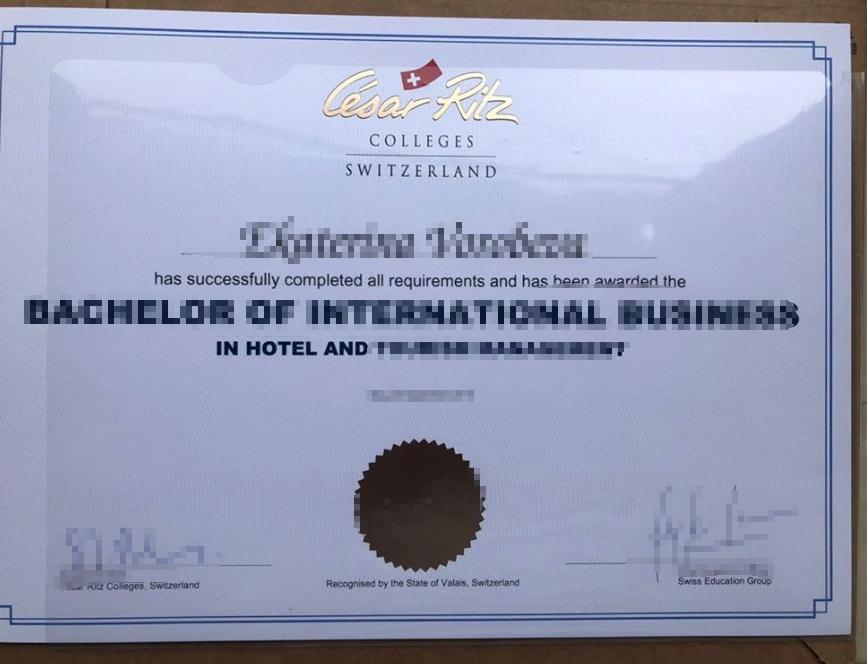 César Ritz
COLLEGES
SWITZERLAND
has successfully completed all requirements and has been awarded the
BACHELOR OF INTERNATIONAL BUSINESS
IN HOTEL AND
Ritz Colleges, Switzerland
Recognised by the State of Valais, Switzerland
Swiss Education Group